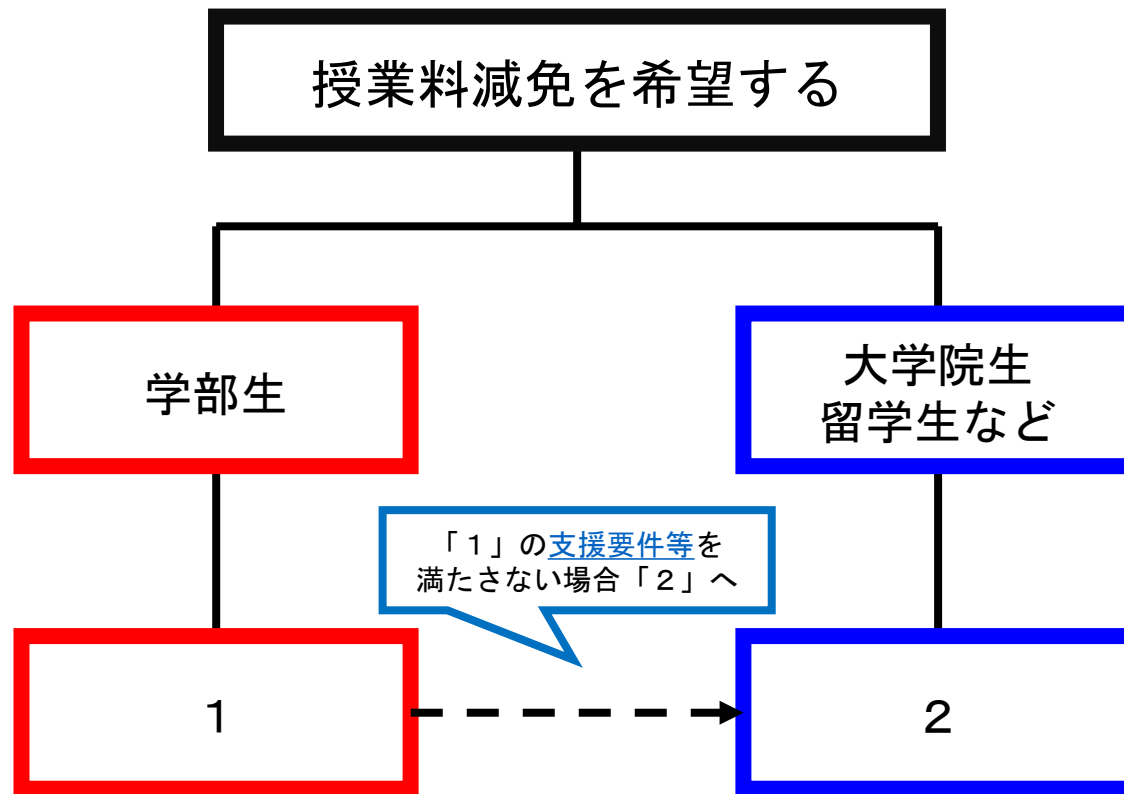 授業料減免を希望する
学部生
大学院生
留学生など
「１」の支援要件等を
満たさない場合「２」へ
１
２